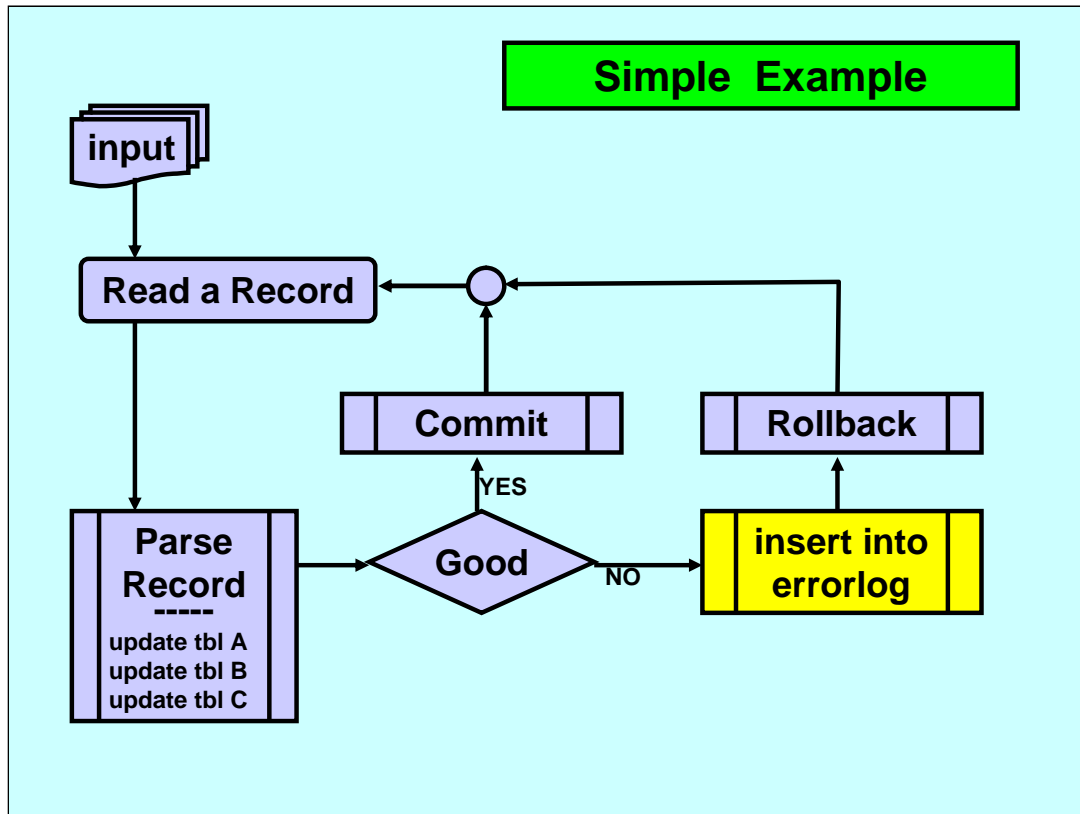 Simple Example
input
Read a Record
Commit
Rollback
YES
Parse
Record
-----
update tbl A
update tbl B
update tbl C
Good
NO
insert into
errorlog